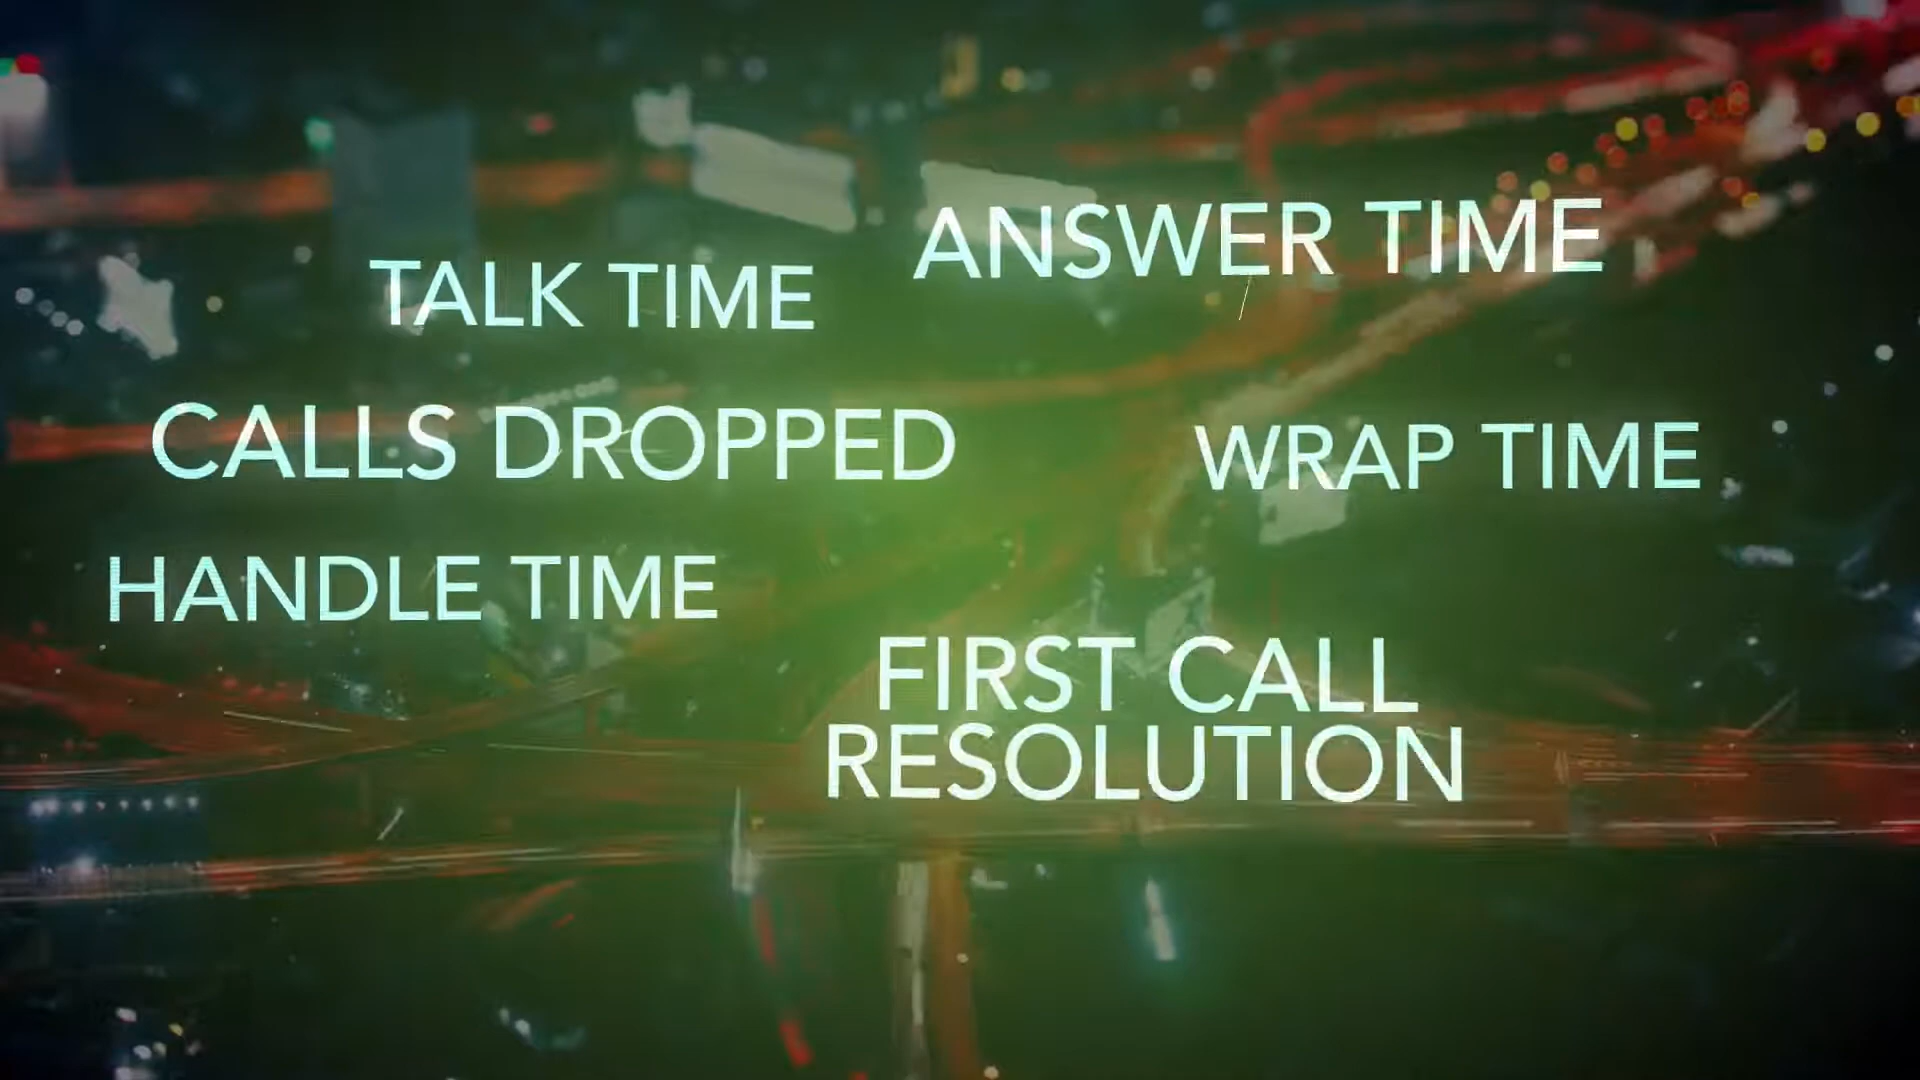 TALK TIME
ANSWER TIME
CALLS DROPPED
WRAP TIME
HANDLE TIME
FIRST CALL
RESOLUTION